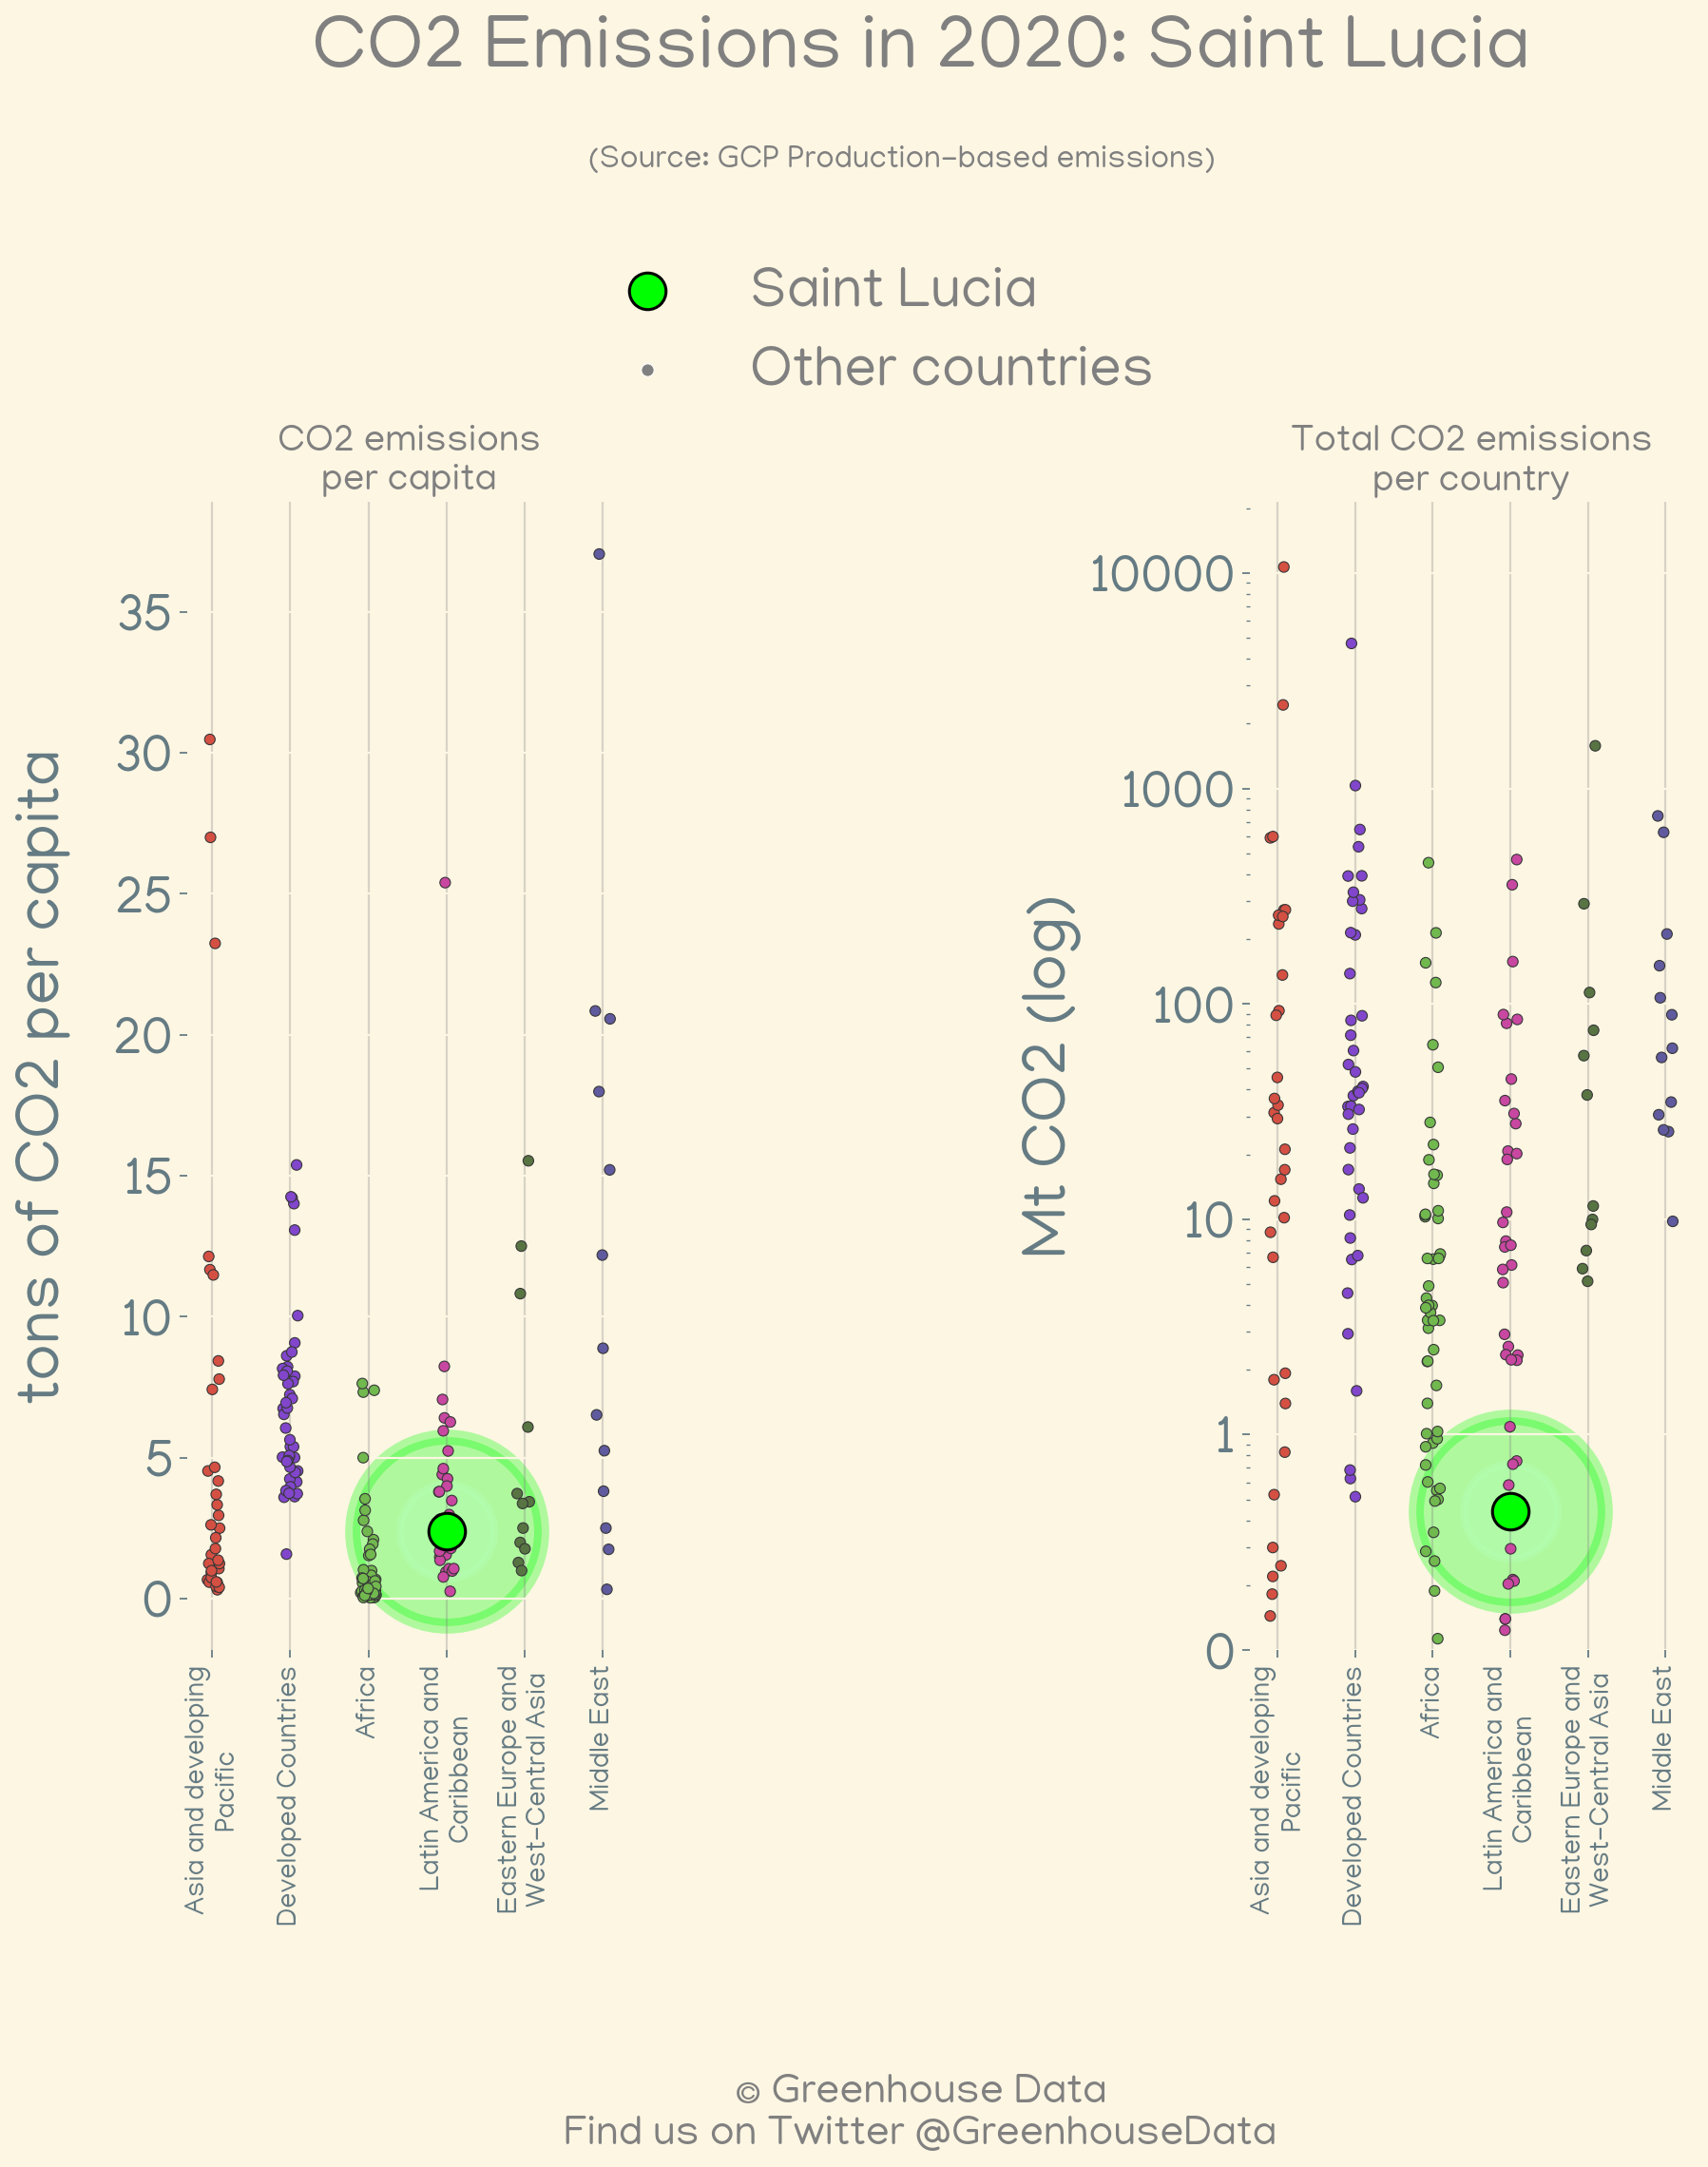 CO2 Emissions in 2020: Saint Lucia
(Source: GCP Production-based emissions)
Saint Lucia
Other countries
CO2 emissions
per capita
tons of CO2 per capita
35
30
25
20
15
10
5
0
Asia and developing
Pacific
Developed Countries
Africa
Latin America and
Caribbean
Eastern Europe and
West-Central Asia
Middle East
Total CO2 emissions
per country
Mt CO2 (log)
10000
1000
100
10
1
0
Asia and developing
Pacific
Developed Countries
Africa
Latin America and
Caribbean
Eastern Europe and
West-Central Asia
Middle East
© Greenhouse Data
Find us on Twitter @GreenhouseData